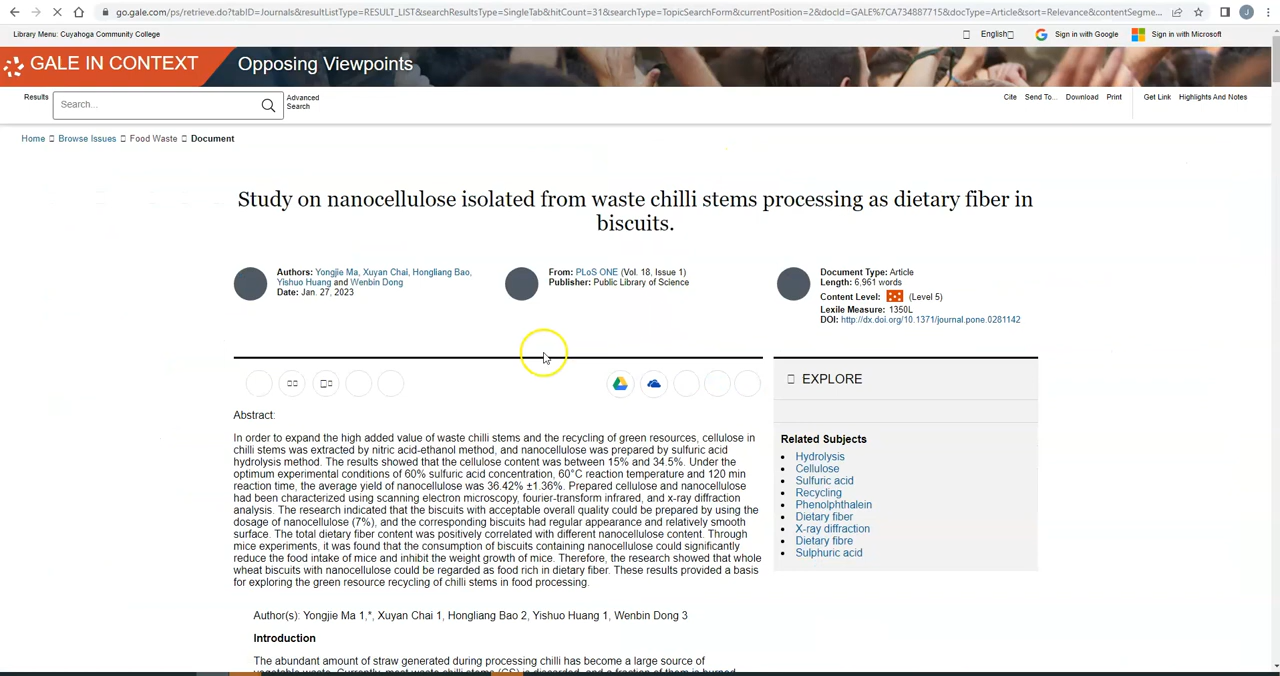 go.gale.com/ps/retrieve.do?tabID=Journals&resultListType=RESULT_LIST&searchResultsType=SingleTab&hitCount=31&searchType=TopicSearchForm&currentPosition=2&docId=GALE%7CA734887715&docType=Article&sort=Relevance&contentSegme...
J
Library Menu: Cuyahoga Community College
English
Sign in with Google
Sign in with Microsoft
GALE IN CONTEXT
Opposing Viewpoints
Results
Search...
Advanced
Search
Cite Send To... Download Print
Get Link Highlights And Notes
Home Browse Issues Food Waste Document
Study on nanocellulose isolated from waste chilli stems processing as dietary fiber in
biscuits.
Authors: Yongjie Ma, Xuyan Chai, Hongliang Bao,
Yishuo Huang and Wenbin Dong
Date: Jan. 27, 2023
From: PLoS ONE (Vol. 18, Issue 1)
Publisher: Public Library of Science
Document Type: Article
Length: 6,961 words
Content Level: (Level 5)
Lexile Measure: 1350L
DOI: http://dx.doi.org/10.1371/journal.pone.0281142
Abstract:
In order to expand the high added value of waste chilli stems and the recycling of green resources, cellulose in
chilli stems was extracted by nitric acid-ethanol method, and nanocellulose was prepared by sulfuric acid
hydrolysis method. The results showed that the cellulose content was between 15% and 34.5%. Under the
optimum experimental conditions of 60% sulfuric acid concentration, 60°C reaction temperature and 120 min
reaction time, the average yield of nanocellulose was 36.42% ±1.36%. Prepared cellulose and nanocellulose
had been characterized using scanning electron microscopy, fourier-transform infrared, and x-ray diffraction
analysis. The research indicated that the biscuits with acceptable overall quality could be prepared by using the
dosage of nanocellulose (7%), and the corresponding biscuits had regular appearance and relatively smooth
surface. The total dietary fiber content was positively correlated with different nanocellulose content. Through
mice experiments, it was found that the consumption of biscuits containing nanocellulose could significantly
reduce the food intake of mice and inhibit the weight growth of mice. Therefore, the research showed that whole
wheat biscuits with nanocellulose could be regarded as food rich in dietary fiber. These results provided a basis
for exploring the green resource recycling of chilli stems in food processing.
Author(s): Yongjie Ma 1,*, Xuyan Chai 1, Hongliang Bao 2, Yishuo Huang 1, Wenbin Dong 3
Introduction
The abundant amount of straw generated during processing chilli has become a large source of
vegetable waste. Currently, most waste chilli stems (CS) is discarded, and a fraction of them is burned
EXPLORE
Related Subjects
Hydrolysis
Cellulose
Sulfuric acid
Recycling
Phenolphthalein
Dietary fiber
X-ray diffraction
Dietary fibre
Sulphuric acid